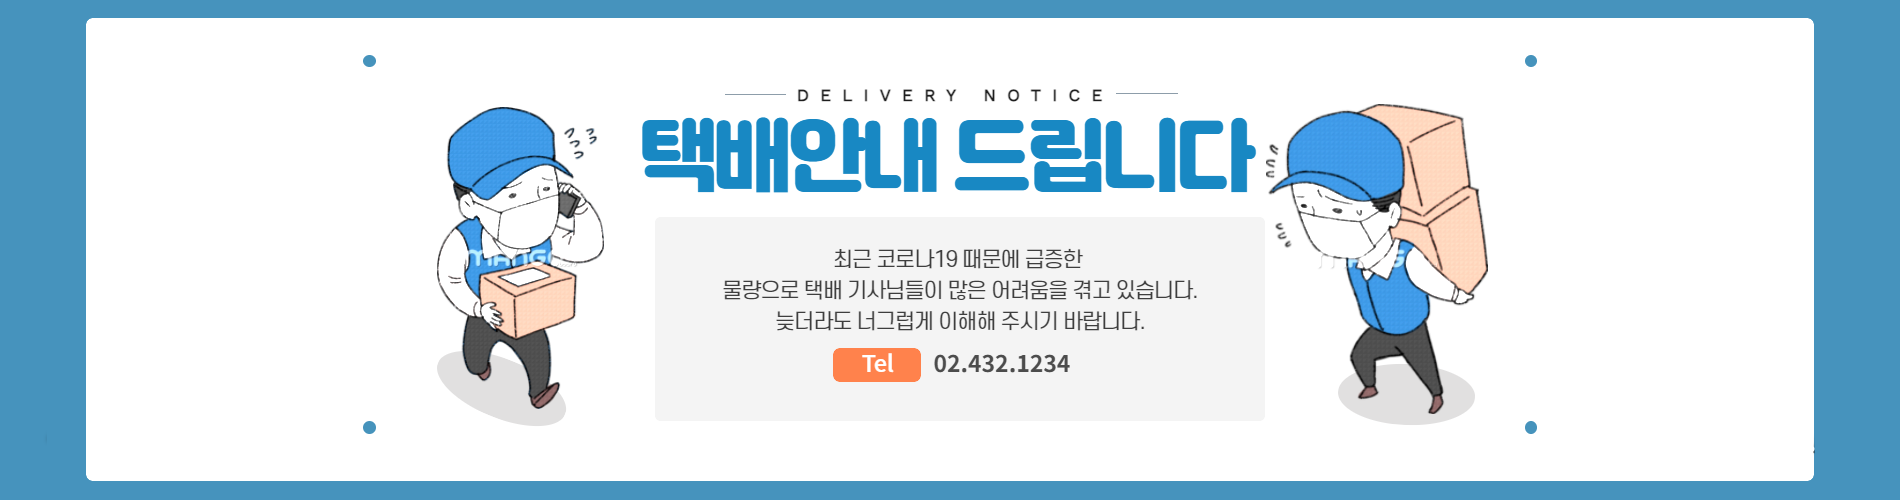 DELIVERY NOTICE
택배안내 드립니다
최근 코로나19 때문에 급증한
물량으로 택배 기사님들이 많은 어려움을 겪고 있습니다.
늦더라도 너그럽게 이해해 주시기 바랍니다.
Tel 02.432.1234